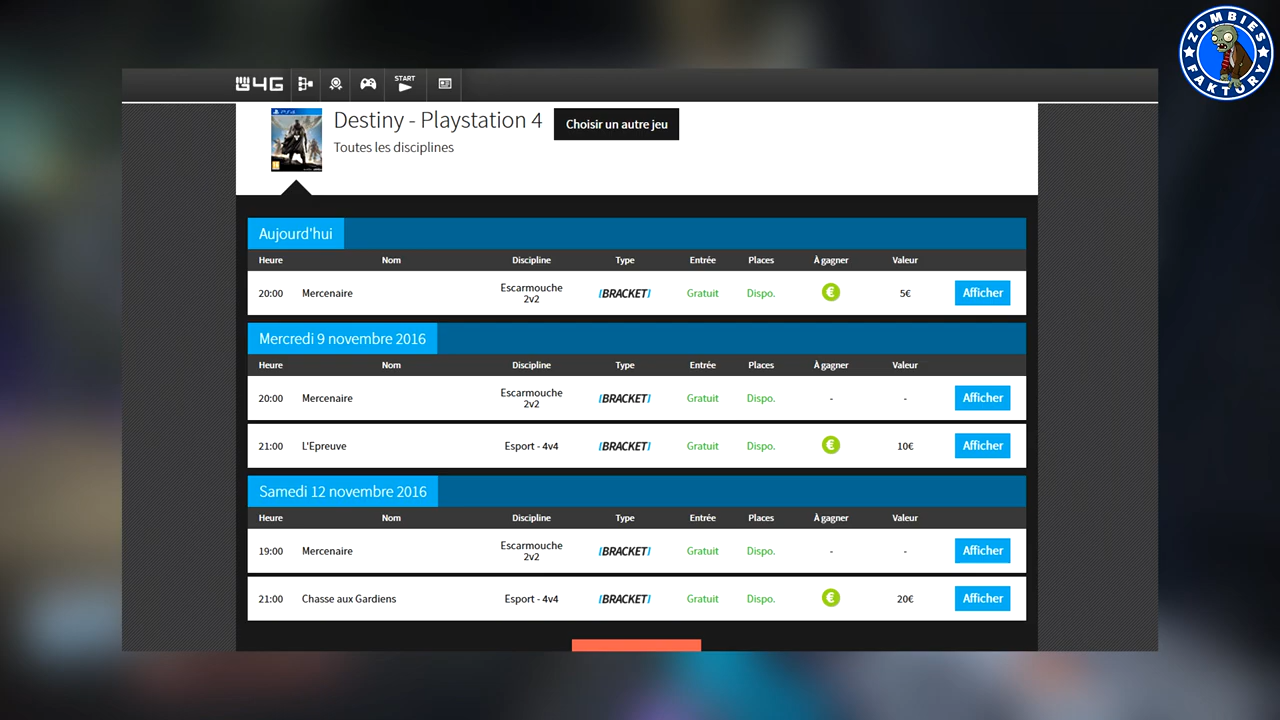 ZOMBIES
FAKTORY
4G
START
PS4
Destiny - Playstation 4
Choisir un autre jeu
Toutes les disciplines
Aujourd'hui
Heure Nom Discipline Type Entrée Places À gagner Valeur
20:00 Mercenaire Escarmouche 2v2 BRACKET Gratuit Dispo. € 5€ Afficher
Mercredi 9 novembre 2016
Heure Nom Discipline Type Entrée Places À gagner Valeur
20:00 Mercenaire Escarmouche 2v2 BRACKET Gratuit Dispo. - - Afficher
21:00 L'Epreuve Esport - 4v4 BRACKET Gratuit Dispo. € 10€ Afficher
Samedi 12 novembre 2016
Heure Nom Discipline Type Entrée Places À gagner Valeur
19:00 Mercenaire Escarmouche 2v2 BRACKET Gratuit Dispo. - - Afficher
21:00 Chasse aux Gardiens Esport - 4v4 BRACKET Gratuit Dispo. € 20€ Afficher